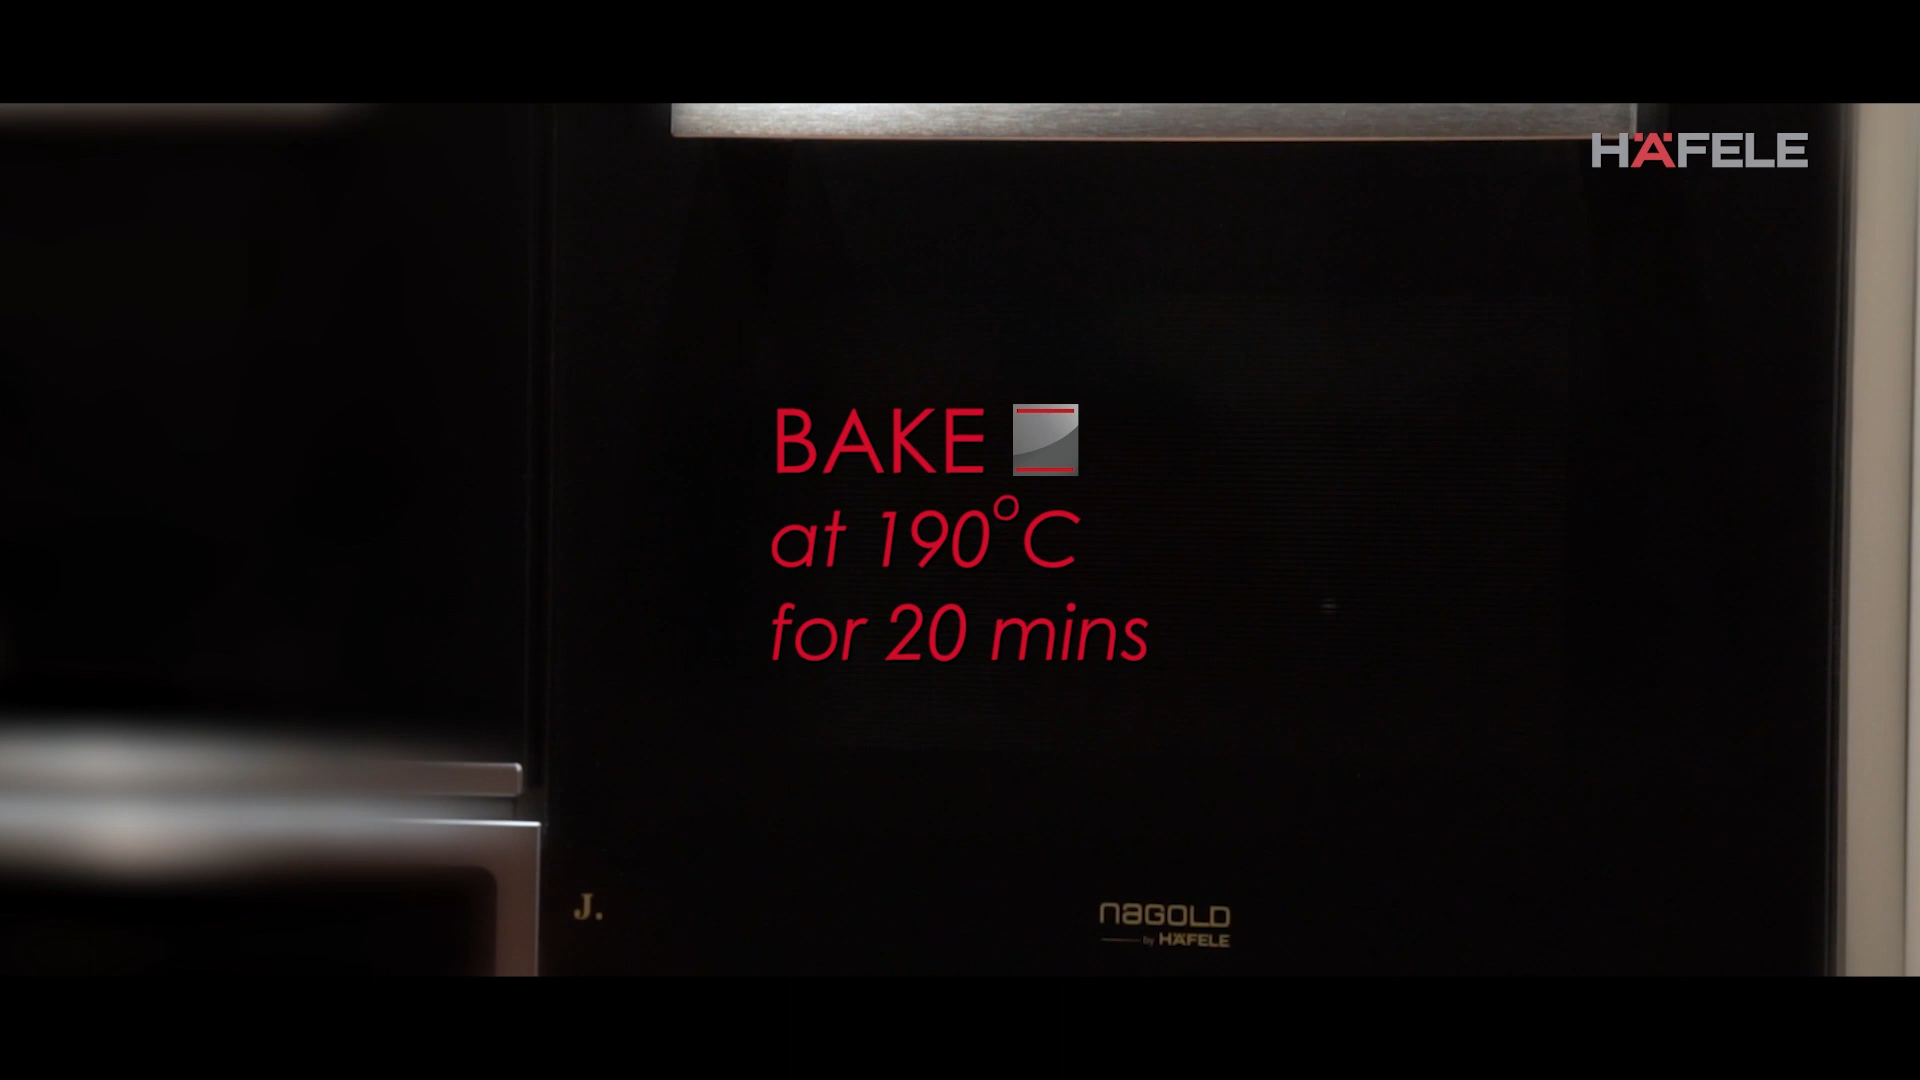 HÄFELE
BAKE
at 190°C
for 20 mins
J.
NAGOLD
by HÄFELE